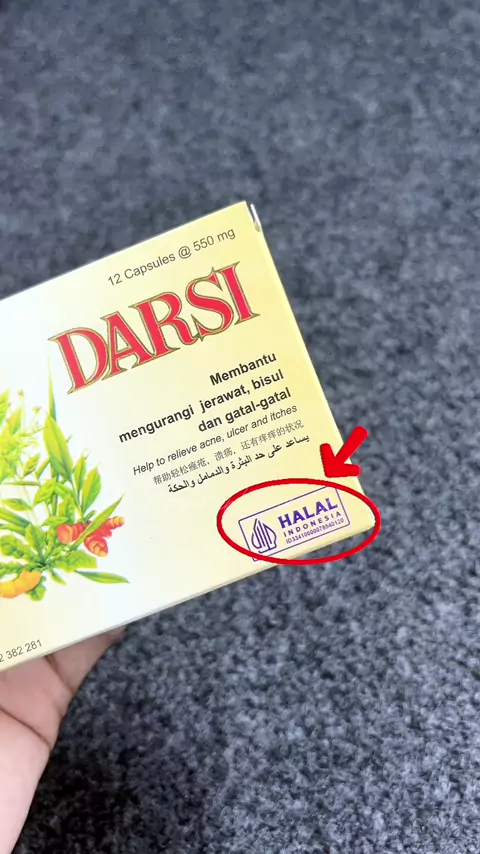 12 Capsules @ 550 mg
DARSI
Membantu
mengurangi jerawat, bisul
dan gatal-gatal
Help to relieve acne, ulcer and itches
帮助轻松痤疮，溃疡，还有痒痒的状况
يساعد على حد البثرة والدمامل والحكة
HALAL
INDONESIA
2 382 281